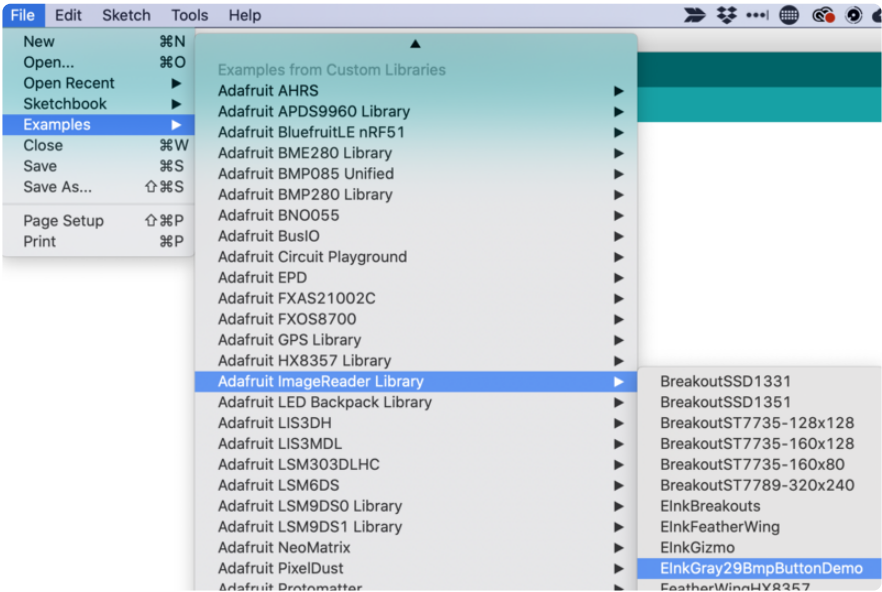 File Edit Sketch Tools Help
New ⌘N
Open... ⌘O
Open Recent ▶
Sketchbook ▶
Examples ▶
Close ⌘W
Save ⌘S
Save As... ⇧⌘S
Page Setup ⇧⌘P
Print ⌘P
Examples from Custom Libraries
Adafruit AHRS
Adafruit APDS9960 Library
Adafruit BluefruitLE nRF51
Adafruit BME280 Library
Adafruit BMP085 Unified
Adafruit BMP280 Library
Adafruit BNO055
Adafruit BusIO
Adafruit Circuit Playground
Adafruit EPD
Adafruit FXAS21002C
Adafruit FXOS8700
Adafruit GPS Library
Adafruit HX8357 Library
Adafruit ImageReader Library
Adafruit LED Backpack Library
Adafruit LIS3DH
Adafruit LIS3MDL
Adafruit LSM303DLHC
Adafruit LSM6DS
Adafruit LSM9DS0 Library
Adafruit LSM9DS1 Library
Adafruit NeoMatrix
Adafruit PixelDust
Adafruit Protomatter
BreakoutSSD1331
BreakoutSSD1351
BreakoutST7735-128x128
BreakoutST7735-160x128
BreakoutST7735-160x80
BreakoutST7789-320x240
EInkBreakouts
EInkFeatherWing
EInkGizmo
EInkGray29BmpButtonDemo
FeatherWingHX8357